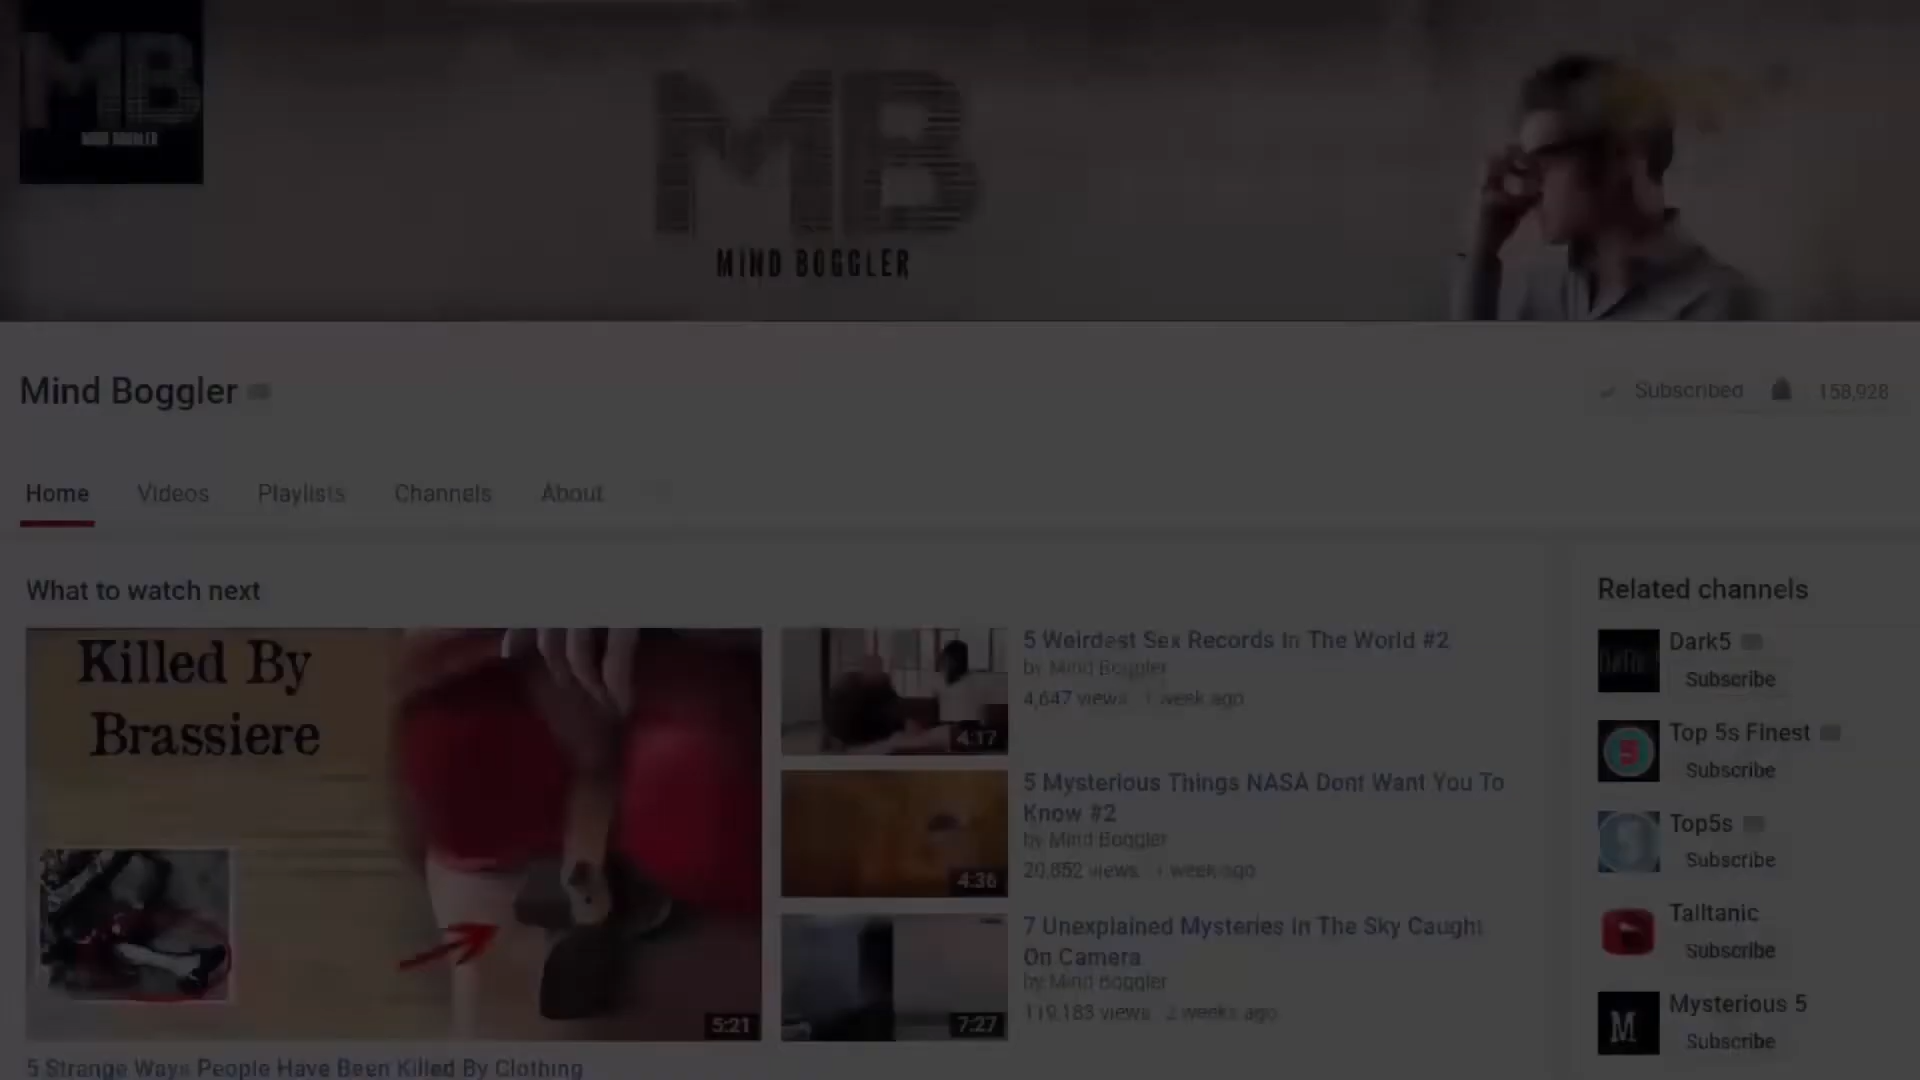 MB
MIND BOGGLER
MB
MIND BOGGLER
Mind Boggler
Subscribed 158,928
Home Videos Playlists Channels About
What to watch next
Killed By
Brassiere
5:21
5 Strange Ways People Have Been Killed By Clothing
4:17
5 Weirdest Sex Records In The World #2
by Mind Boggler
4,647 views 1 week ago
4:36
5 Mysterious Things NASA Dont Want You To
Know #2
by Mind Boggler
20,852 views 1 week ago
7:27
7 Unexplained Mysteries In The Sky Caught
On Camera
by Mind Boggler
119,183 views 2 weeks ago
Related channels
Dark5
Subscribe
Top 5s Finest
Subscribe
Top5s
Subscribe
Talltanic
Subscribe
M
Mysterious 5
Subscribe